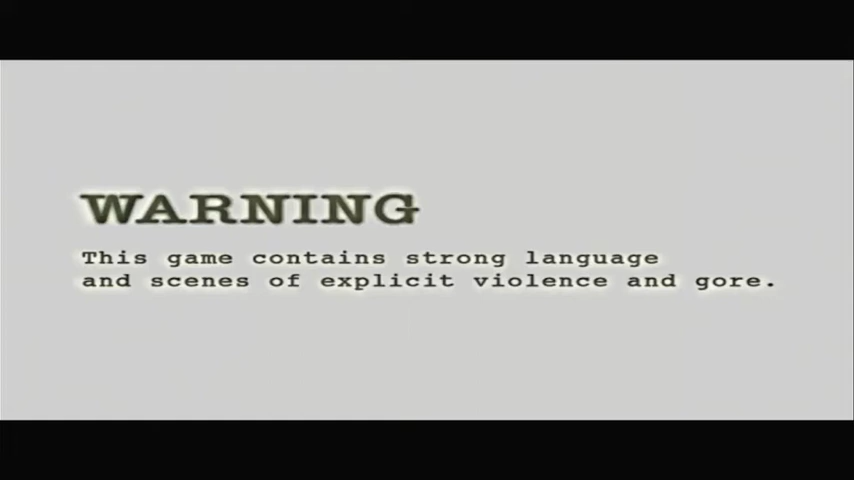 WARNING
This game contains strong language
and scenes of explicit violence and gore.